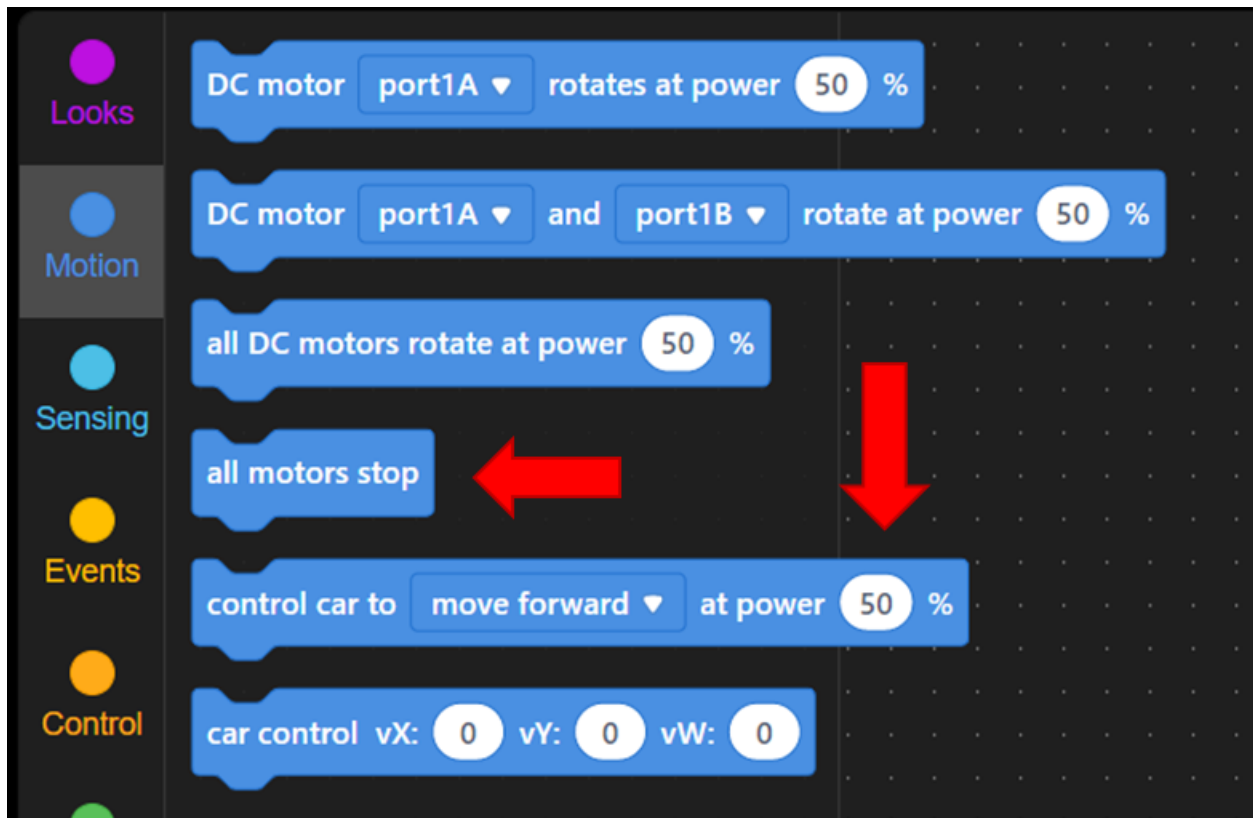 Looks
Motion
Sensing
Events
Control
DC motor port1A rotates at power 50 %
DC motor port1A and port1B rotate at power 50 %
all DC motors rotate at power 50 %
all motors stop
control car to move forward at power 50 %
car control vX: 0 vY: 0 vW: 0